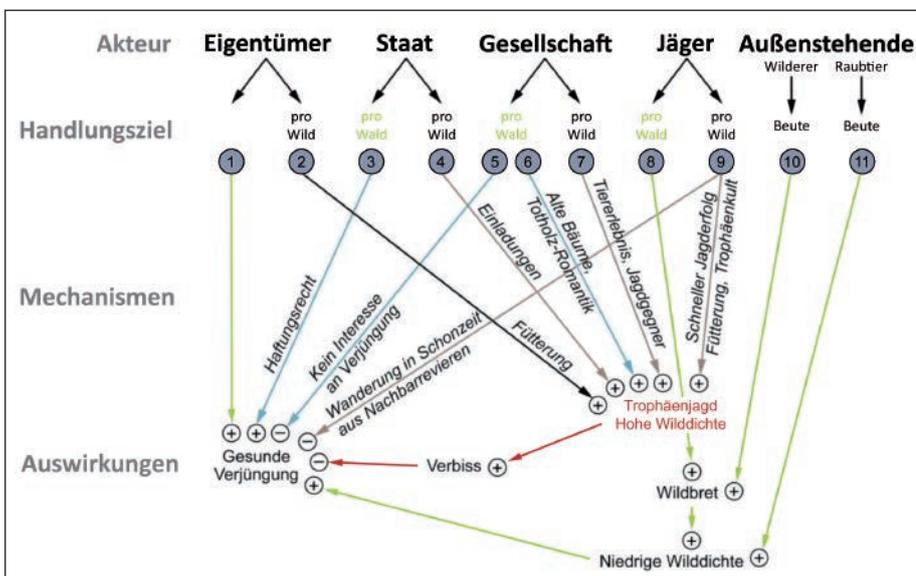 Akteur
Eigentümer Staat Gesellschaft Jäger Außenstehende
Wilderer Raubtier
Handlungsziel
pro Wild
pro Wald
pro Wild
pro Wald
pro Wild
pro Wald
pro Wild
Beute
Beute
1 2 3 4 5 6 7 8 9 10 11
Mechanismen
Haftungsrecht
Kein Interesse
an Verjüngung
Wanderung in Schonzeit
aus Nachbarrevieren
Fütterung
Einladungen
Alte Bäume,
Totholz-Romantik
Tiererlebnis, Jagdgegner
Schneller Jagderfolg
Fütterung, Trophäenkult
Trophäenjagd
Hohe Wilddichte
Auswirkungen
Gesunde
Verjüngung
Verbiss
Wildbret
Niedrige Wilddichte